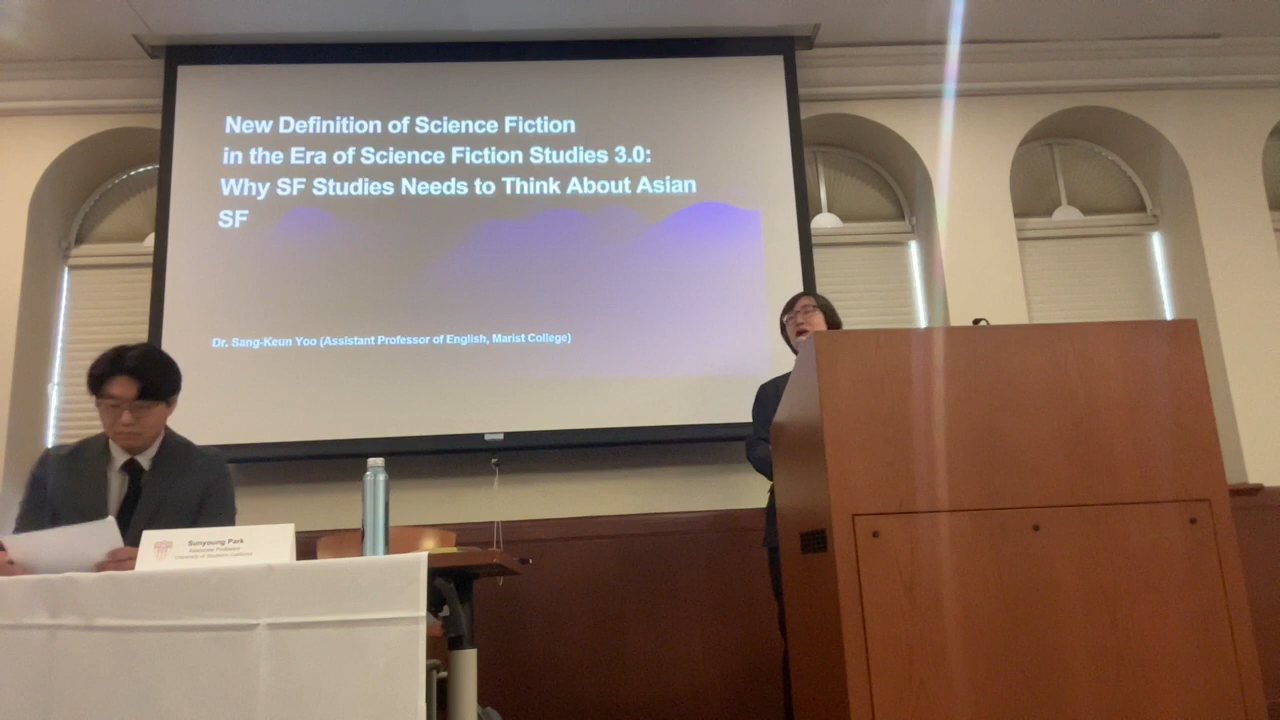 New Definition of Science Fiction
in the Era of Science Fiction Studies 3.0:
Why SF Studies Needs to Think About Asian
SF
Dr. Sang-Keun Yoo (Assistant Professor of English, Marist College)
Sunyoung Park
Associate Professor
University of Southern California